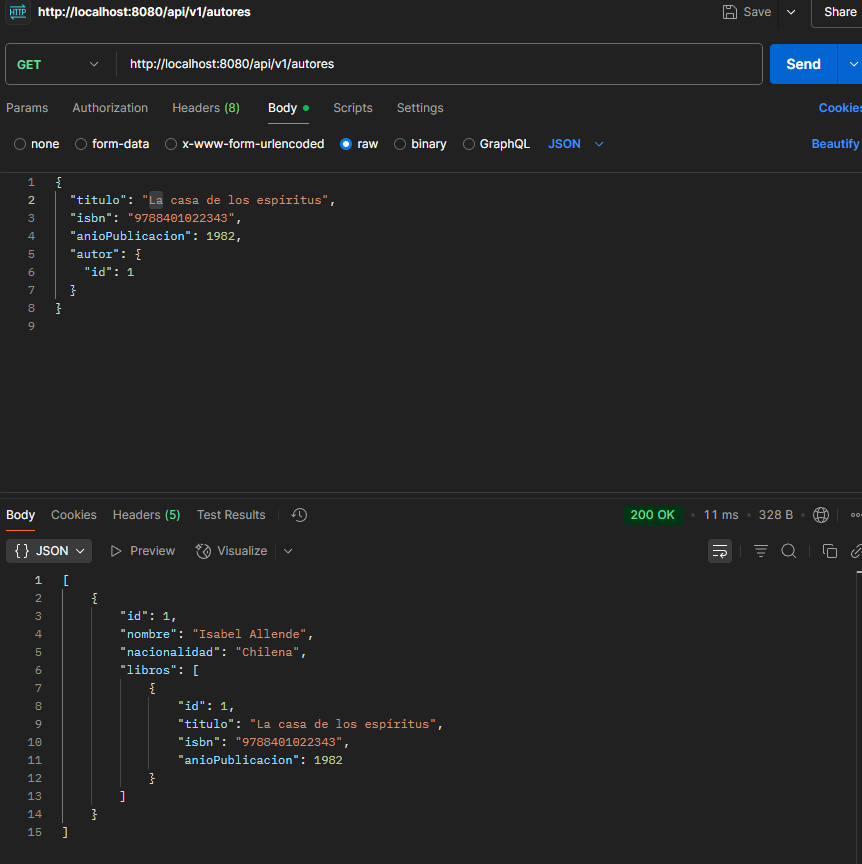 HTTP http://localhost:8080/api/v1/autores Save Share
GET http://localhost:8080/api/v1/autores Send
Params Authorization Headers (8) Body Scripts Settings Cookies
none form-data x-www-form-urlencoded raw binary GraphQL JSON Beautify
1 {
2 "titulo": "La casa de los espíritus",
3 "isbn": "9788401022343",
4 "anioPublicacion": 1982,
5 "autor": {
6 "id": 1
7 }
8 }
9
Body Cookies Headers (5) Test Results 200 OK • 11 ms • 328 B •
{} JSON Preview Visualize
1 [
2 {
3 "id": 1,
4 "nombre": "Isabel Allende",
5 "nacionalidad": "Chilena",
6 "libros": [
7 {
8 "id": 1,
9 "titulo": "La casa de los espíritus",
10 "isbn": "9788401022343",
11 "anioPublicacion": 1982
12 }
13 ]
14 }
15 ]